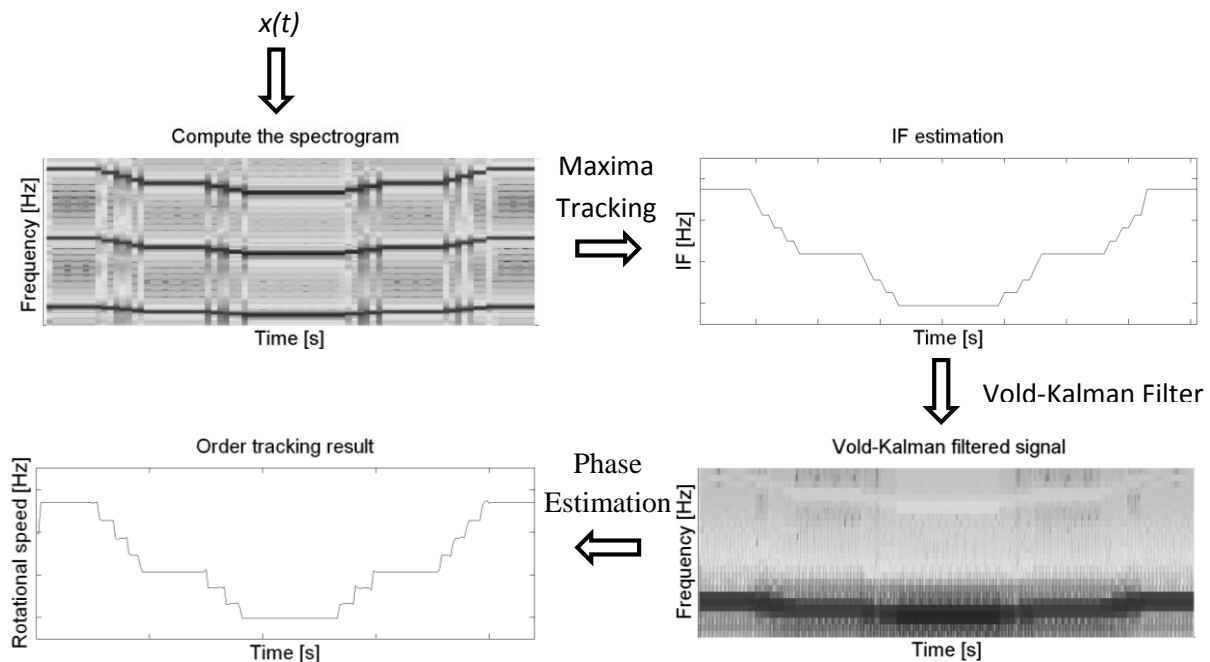 x(t)
Compute the spectrogram
Frequency [Hz]
Time [s]
Maxima
Tracking
IF estimation
IF [Hz]
Time [s]
Vold-Kalman Filter
Vold-Kalman filtered signal
Frequency [Hz]
Time [s]
Phase
Estimation
Order tracking result
Rotational speed [Hz]
Time [s]